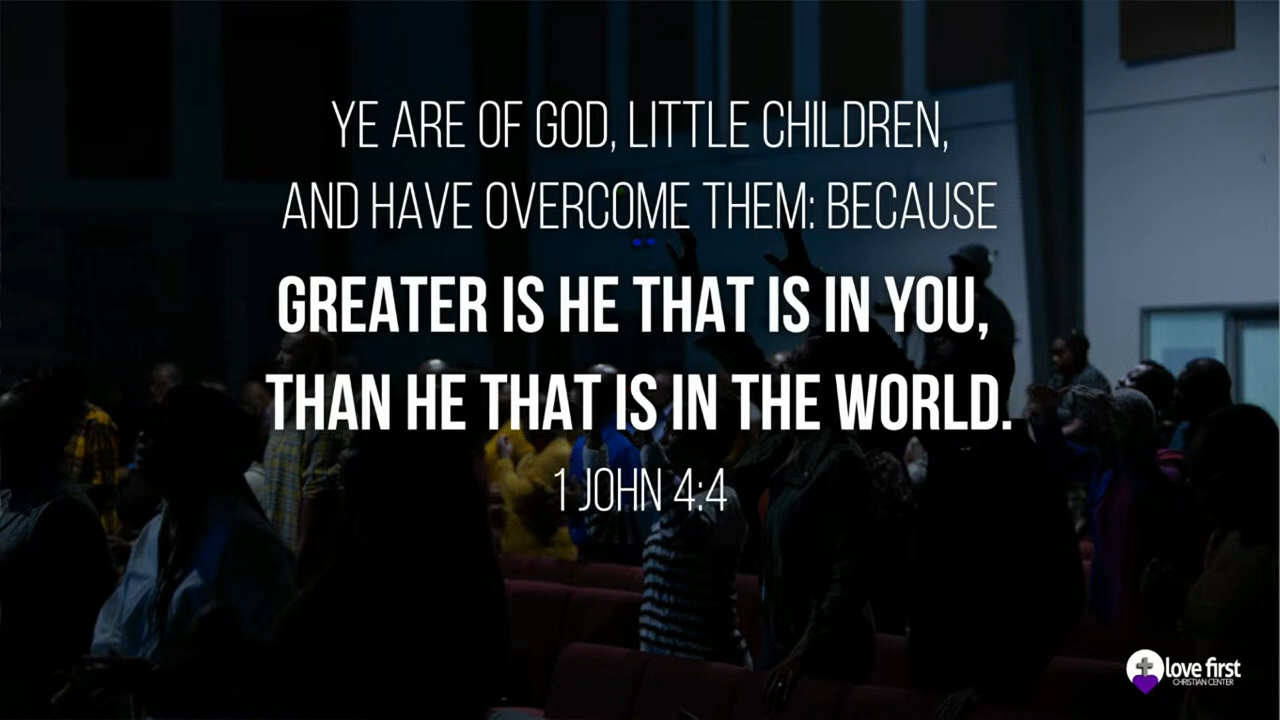 YE ARE OF GOD, LITTLE CHILDREN,
AND HAVE OVERCOME THEM: BECAUSE
GREATER IS HE THAT IS IN YOU,
THAN HE THAT IS IN THE WORLD.
1 JOHN 4:4
love first
CHRISTIAN CENTER